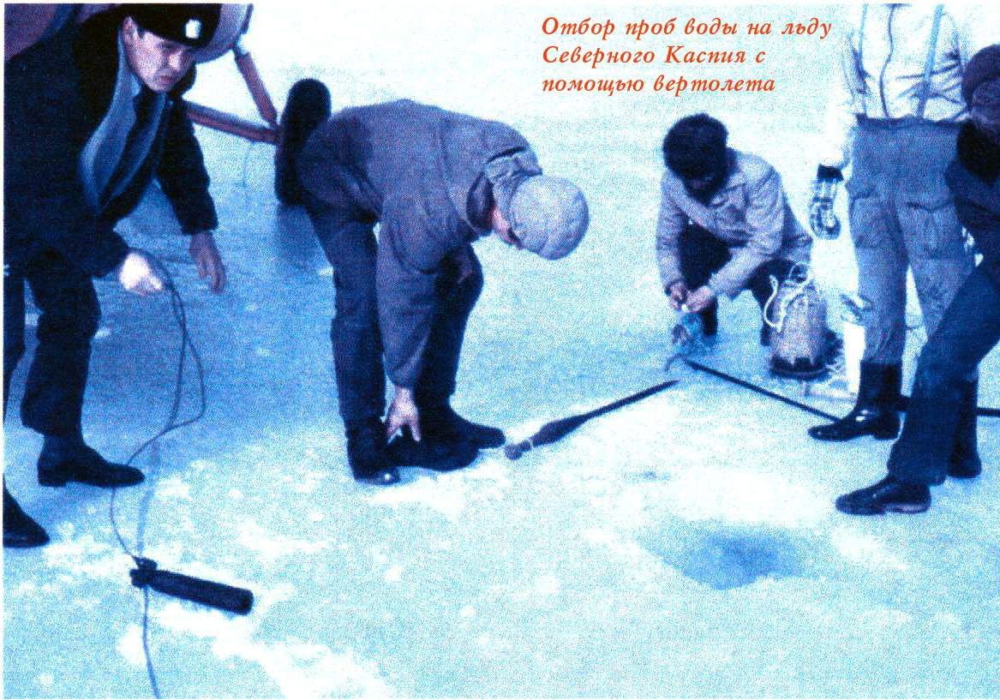 Отбор проб воды на льду
Северного Каспия с
помощью вертолета